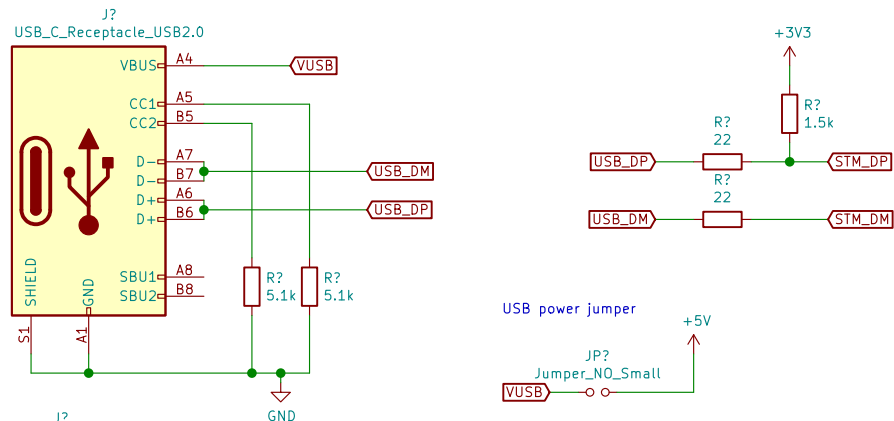 J?
USB_C_Receptacle_USB2.0
VBUS A4
VUSB
CC1 A5
CC2 B5
D- A7
D- B7
USB_DM
D+ A6
D+ B6
USB_DP
SBU1 A8
SBU2 B8
SHIELD
GND
S1
A1
R?
5.1k
R?
5.1k
GND
J?
+3V3
R?
1.5k
R?
22
USB_DP
STM_DP
R?
22
USB_DM
STM_DM
USB power jumper
+5V
JP?
Jumper_NO_Small
VUSB